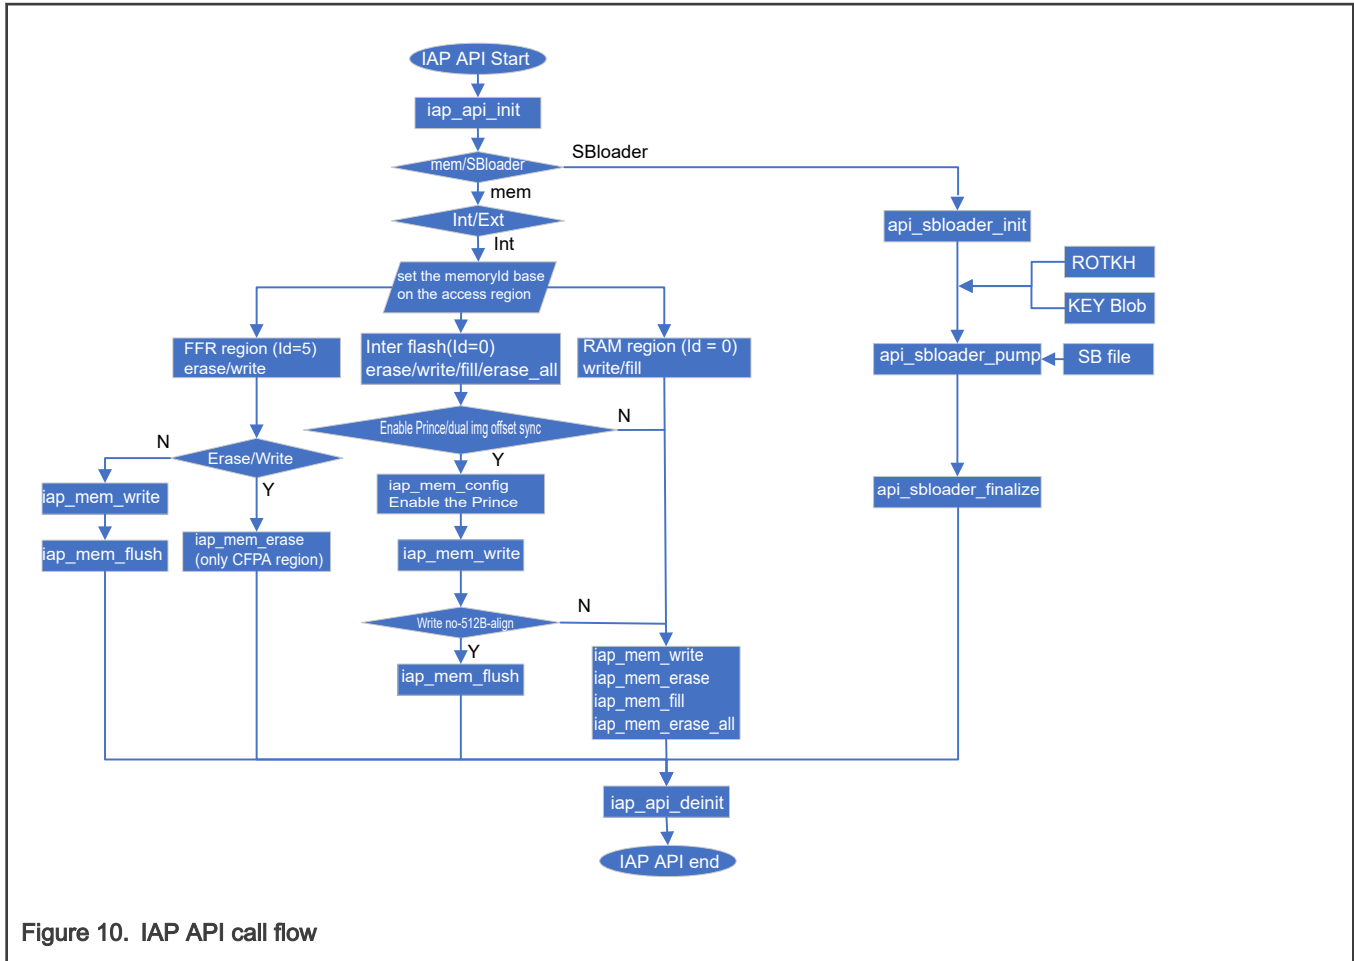 IAP API Start
iap_api_init
mem/SBloader
SBloader
mem
Int/Ext
Int
set the memoryId base
on the access region
api_sbloader_init
ROTKH
KEY Blob
FFR region (Id=5)
erase/write
Inter flash(Id=0)
erase/write/fill/erase_all
RAM region (Id = 0)
write/fill
api_sbloader_pump
SB file
Enable Prince/dual img offset sync
N
Y
N
Erase/Write
Y
iap_mem_write
iap_mem_flush
iap_mem_erase
(only CFPA region)
iap_mem_config
Enable the Prince
iap_mem_write
api_sbloader_finalize
Write no-512B-align
N
Y
iap_mem_flush
iap_mem_write
iap_mem_erase
iap_mem_fill
iap_mem_erase_all
iap_api_deinit
IAP API end
Figure 10. IAP API call flow